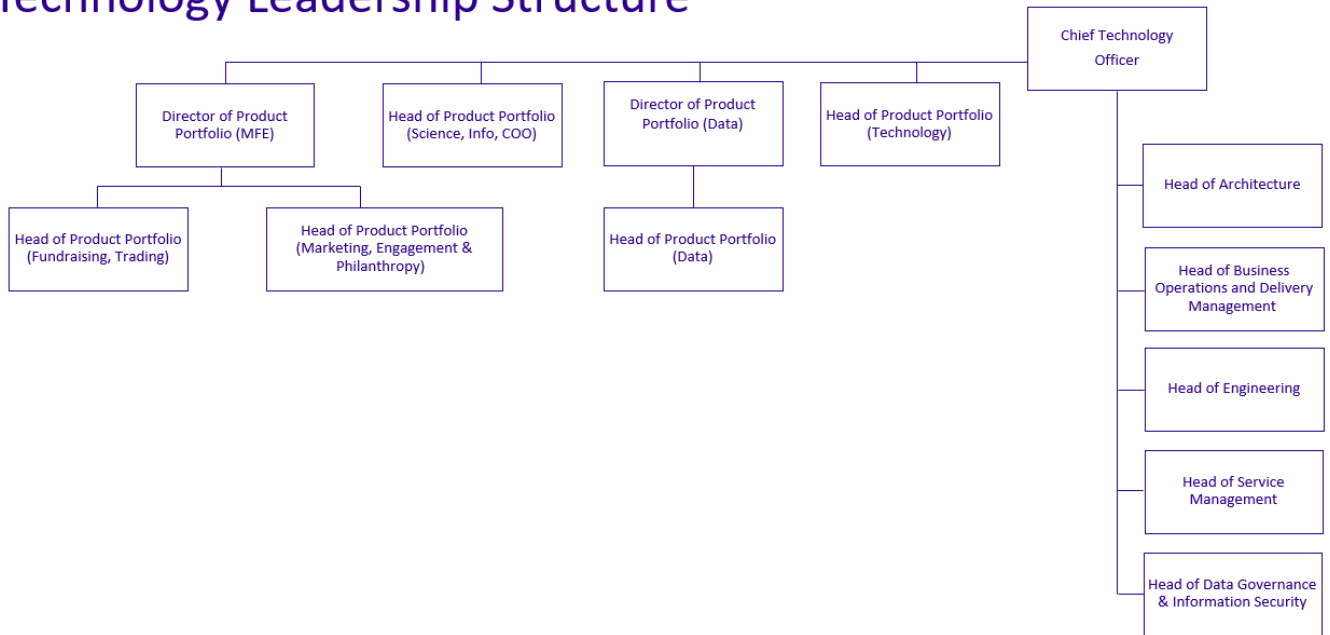 Technology Leadership Structure
Chief Technology
Officer
Director of Product
Portfolio (MFE)
Head of Product Portfolio
(Science, Info, COO)
Director of Product
Portfolio (Data)
Head of Product Portfolio
(Technology)
Head of Product Portfolio
(Fundraising, Trading)
Head of Product Portfolio
(Marketing, Engagement &
Philanthropy)
Head of Product Portfolio
(Data)
Head of Architecture
Head of Business
Operations and Delivery
Management
Head of Engineering
Head of Service
Management
Head of Data Governance
& Information Security